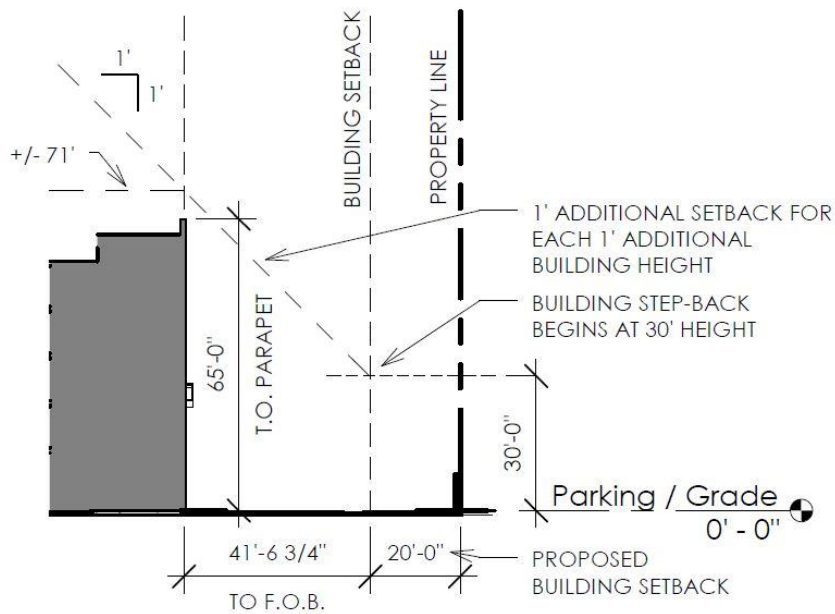 1'
1'
+/- 71'
BUILDING SETBACK
PROPERTY LINE
1' ADDITIONAL SETBACK FOR
EACH 1' ADDITIONAL
BUILDING HEIGHT
BUILDING STEP-BACK
BEGINS AT 30' HEIGHT
65'-0"
T.O. PARAPET
30'-0"
Parking / Grade
0' - 0"
41'-6 3/4"
20'-0"
TO F.O.B.
PROPOSED
BUILDING SETBACK